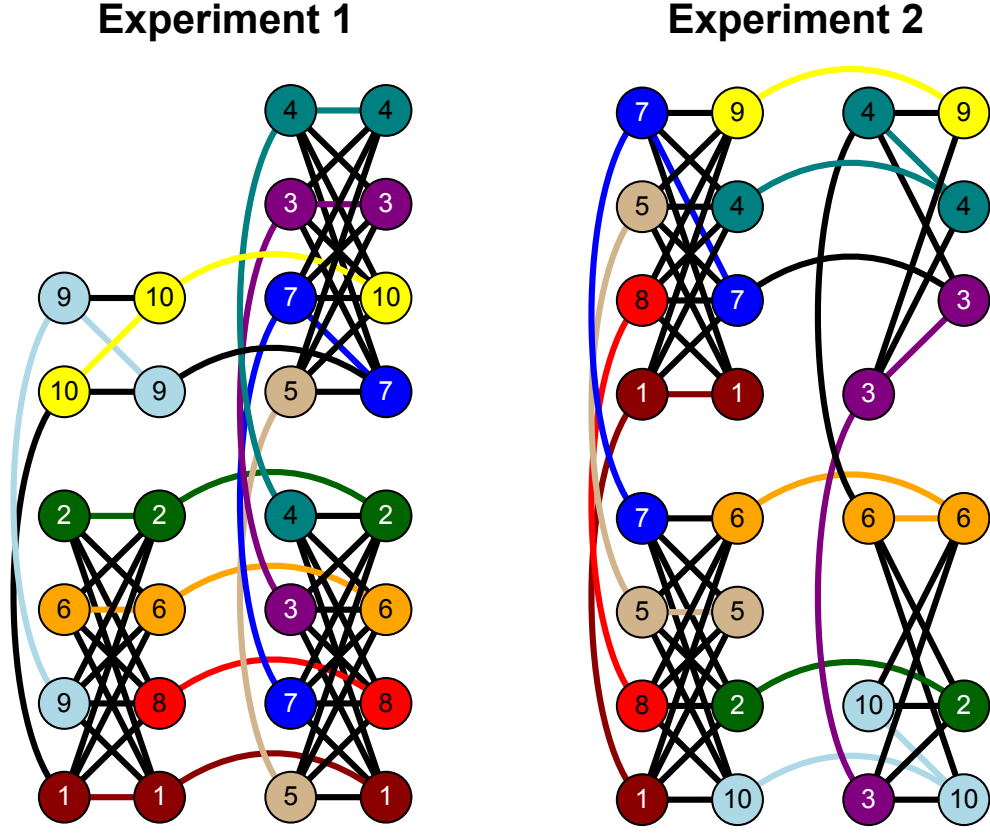 Experiment 1 Experiment 2
4 4 7 9 4 9
3 3 5 4 4
9 10 7 10 8 7 3
10 9 5 7 1 1 3
2 2 4 2 7 6 6 6
6 6 3 6 5 5
9 8 7 8 8 2 10 2
1 1 5 1 1 10 3 10